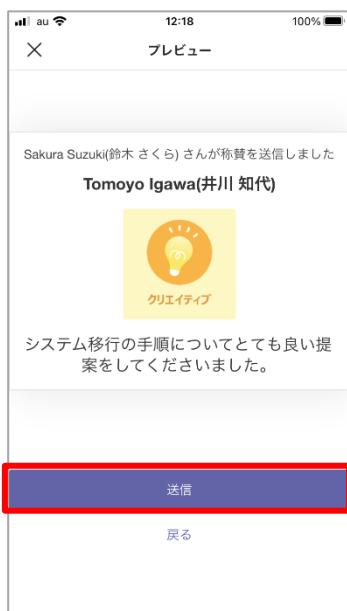 au 12:18 100%
プレビュー
Sakura Suzuki(鈴木 さくら) さんが称賛を送信しました
Tomoyo Igawa(井川 知代)
クリエイティブ
システム移行の手順についてとても良い提
案をしてくださいました。
送信
戻る